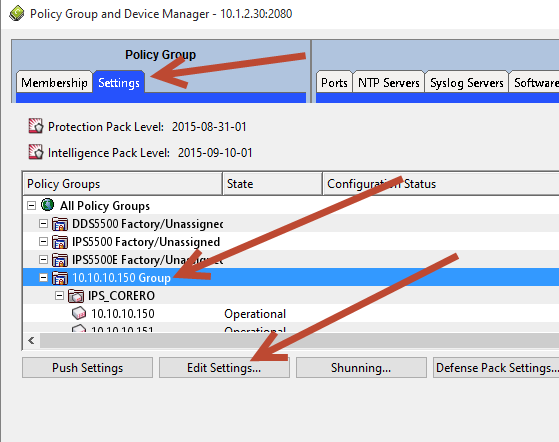 Policy Group and Device Manager - 10.1.2.30:2080
Policy Group
Membership Settings Ports NTP Servers Syslog Servers Software
Protection Pack Level: 2015-08-31-01
Intelligence Pack Level: 2015-09-10-01
Policy Groups State Configuration Status
All Policy Groups
DDS5500 Factory/Unassigned
IPS5500 Factory/Unassigned
IPS5500E Factory/Unassigned
10.10.10.150 Group
IPS_CORERO
10.10.10.150 Operational
10.10.10.151 Operational
Push Settings Edit Settings... Shunning... Defense Pack Settings...